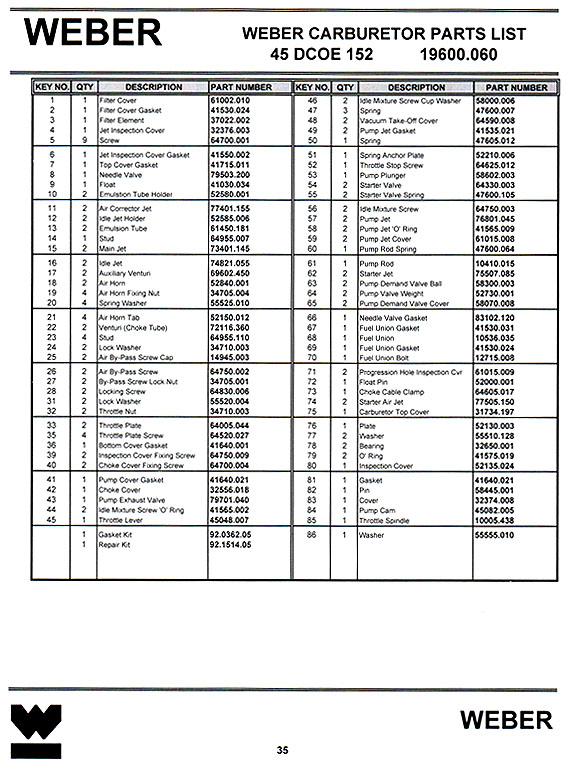 WEBER
WEBER CARBURETOR PARTS LIST
45 DCOE 152 19600.060
KEY NO. QTY DESCRIPTION PART NUMBER KEY NO. QTY DESCRIPTION PART NUMBER
1 1 Filter Cover 61002.010 46 2 Idle Mixture Screw Cup Washer 58000.006
2 1 Filter Cover Gasket 41530.024 47 3 Spring 47600.007
3 1 Filter Element 37022.002 48 2 Vacuum Take-Off Cover 64590.008
4 1 Jet Inspection Cover 32376.003 49 2 Pump Jet Gasket 41535.021
5 9 Screw 64700.001 50 1 Spring 47605.012
6 1 Jet Inspection Cover Gasket 41550.002 51 1 Spring Anchor Plate 52210.006
7 1 Top Cover Gasket 41715.011 52 1 Throttle Stop Screw 64625.012
8 1 Needle Valve 79503.200 53 1 Pump Plunger 58602.003
9 1 Float 41030.034 54 2 Starter Valve 64330.003
10 2 Emulsion Tube Holder 52580.001 55 2 Starter Valve Spring 47600.105
11 2 Air Corrector Jet 77401.155 56 2 Idle Mixture Screw 64750.003
12 2 Idle Jet Holder 52585.006 57 2 Pump Jet 76801.045
13 2 Emulsion Tube 61450.181 58 2 Pump Jet 'O' Ring 41565.009
14 1 Stud 64955.007 59 2 Pump Jet Cover 61015.008
15 2 Main Jet 73401.145 60 1 Pump Rod Spring 47600.064
16 2 Idle Jet 74821.055 61 1 Pump Rod 10410.015
17 2 Auxiliary Venturi 69602.450 62 2 Starter Jet 75507.085
18 2 Air Horn 52840.001 63 2 Pump Demand Valve Ball 58300.003
19 4 Air Horn Fixing Nut 34705.004 64 2 Pump Valve Weight 52730.001
20 4 Spring Washer 55525.010 65 2 Pump Demand Valve Cover 58070.008
21 4 Air Horn Tab 52150.012 66 1 Needle Valve Gasket 83102.120
22 2 Venturi (Choke Tube) 72116.360 67 1 Fuel Union Gasket 41530.031
23 4 Stud 64955.110 68 1 Fuel Union 10536.035
24 2 Lock Washer 34710.003 69 1 Fuel Union Gasket 41530.024
25 2 Air By-Pass Screw Cap 14945.003 70 1 Fuel Union Bolt 12715.008
26 2 Air By-Pass Screw 64750.002 71 2 Progression Hole Inspection Cvr 61015.009
27 2 By-Pass Screw Lock Nut 34705.001 72 1 Float Pin 52000.001
28 2 Locking Screw 64830.006 73 1 Choke Cable Clamp 64605.017
31 2 Lock Washer 55520.004 74 2 Starter Air Jet 77505.150
32 2 Throttle Nut 34710.003 75 1 Carburetor Top Cover 31734.197
33 2 Throttle Plate 64005.044 76 1 Plate 52130.003
35 4 Throttle Plate Screw 64520.027 77 2 Washer 55510.128
36 1 Bottom Cover Gasket 41640.001 78 2 Bearing 32650.001
39 2 Inspection Cover Fixing Screw 64750.009 79 2 O' Ring 41575.019
40 2 Choke Cover Fixing Screw 64700.004 80 1 Inspection Cover 52135.024
41 1 Pump Cover Gasket 41640.021 81 1 Gasket 41640.021
42 1 Choke Cover 32556.018 82 1 Pin 58445.001
43 1 Pump Exhaust Valve 79701.040 83 1 Cover 32374.008
44 2 Idle Mixture Screw 'O' Ring 41565.002 84 1 Pump Cam 45082.005
45 1 Throttle Lever 45048.007 85 1 Throttle Spindle 10005.438
1 Gasket Kit 92.0362.05 86 1 Washer 55555.010
1 Repair Kit 92.1514.05
WEBER
35